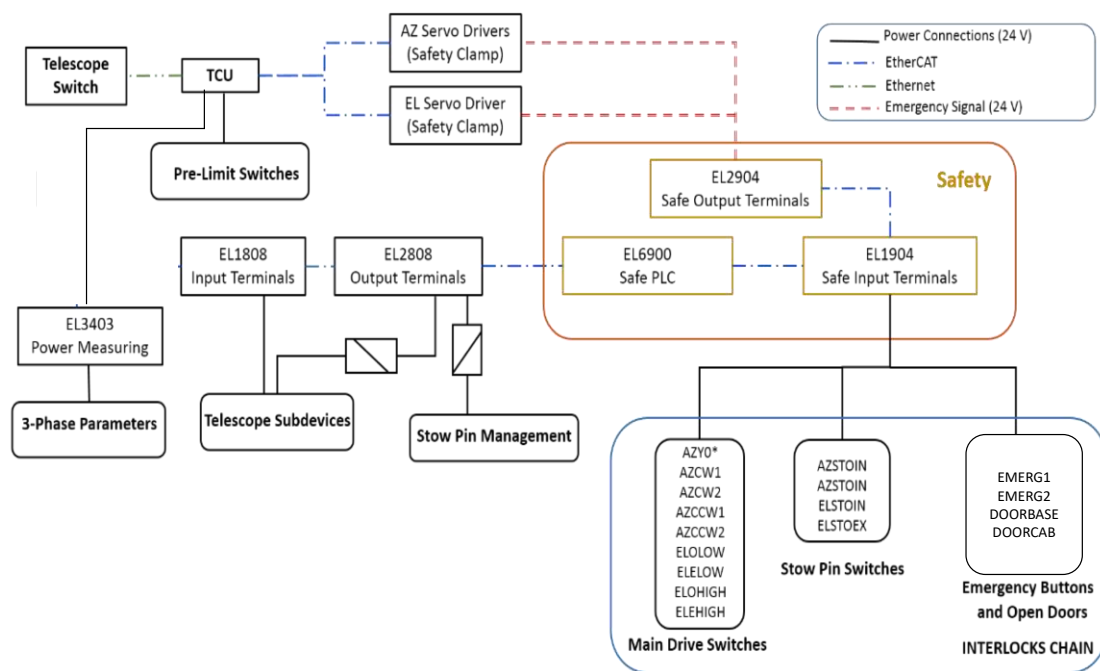 AZ Servo Drivers
(Safety Clamp)
Power Connections (24 V)
EtherCAT
Ethernet
Emergency Signal (24 V)
Telescope
Switch
TCU
EL Servo Driver
(Safety Clamp)
Pre-Limit Switches
EL2904
Safe Output Terminals
Safety
EL1808
Input Terminals
EL2808
Output Terminals
EL6900
Safe PLC
EL1904
Safe Input Terminals
EL3403
Power Measuring
3-Phase Parameters
Telescope Subdevices
Stow Pin Management
AZY0*
AZCW1
AZCW2
AZCCW1
AZCCW2
ELOLOW
ELELOW
ELOHIGH
ELEHIGH
Main Drive Switches
AZSTOIN
AZSTOIN
ELSTOIN
ELSTOEX
Stow Pin Switches
EMERG1
EMERG2
DOORBASE
DOORCAB
Emergency Buttons
and Open Doors
INTERLOCKS CHAIN